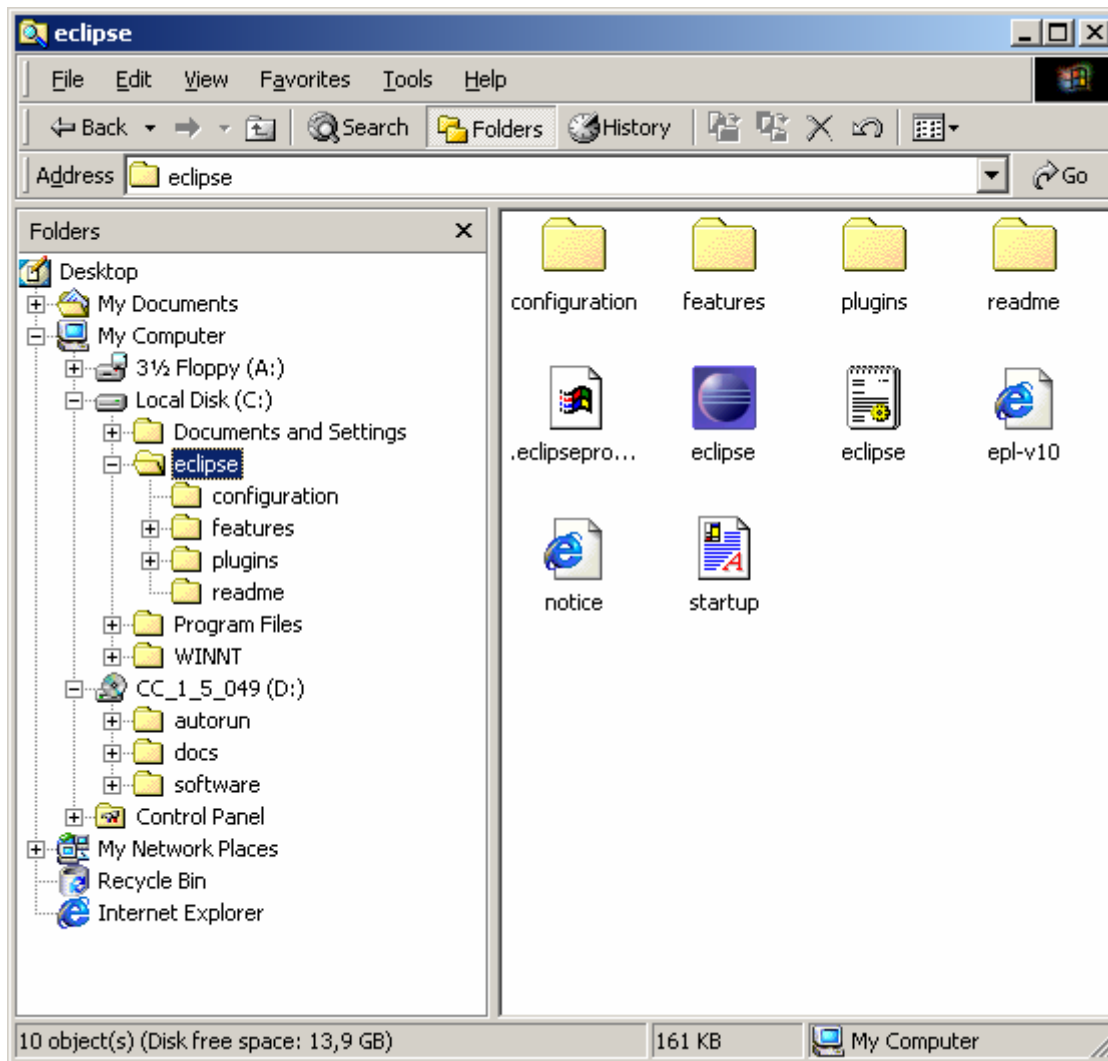 eclipse
File Edit View Favorites Tools Help
Back Search Folders History
Address eclipse Go
Folders
Desktop
My Documents
My Computer
3½ Floppy (A:)
Local Disk (C:)
Documents and Settings
eclipse
configuration
features
plugins
readme
Program Files
WINNT
CC_1_5_049 (D:)
autorun
docs
software
Control Panel
My Network Places
Recycle Bin
Internet Explorer
configuration features plugins readme
.eclipsepro... eclipse eclipse epl-v10
notice startup
10 object(s) (Disk free space: 13,9 GB) 161 KB My Computer